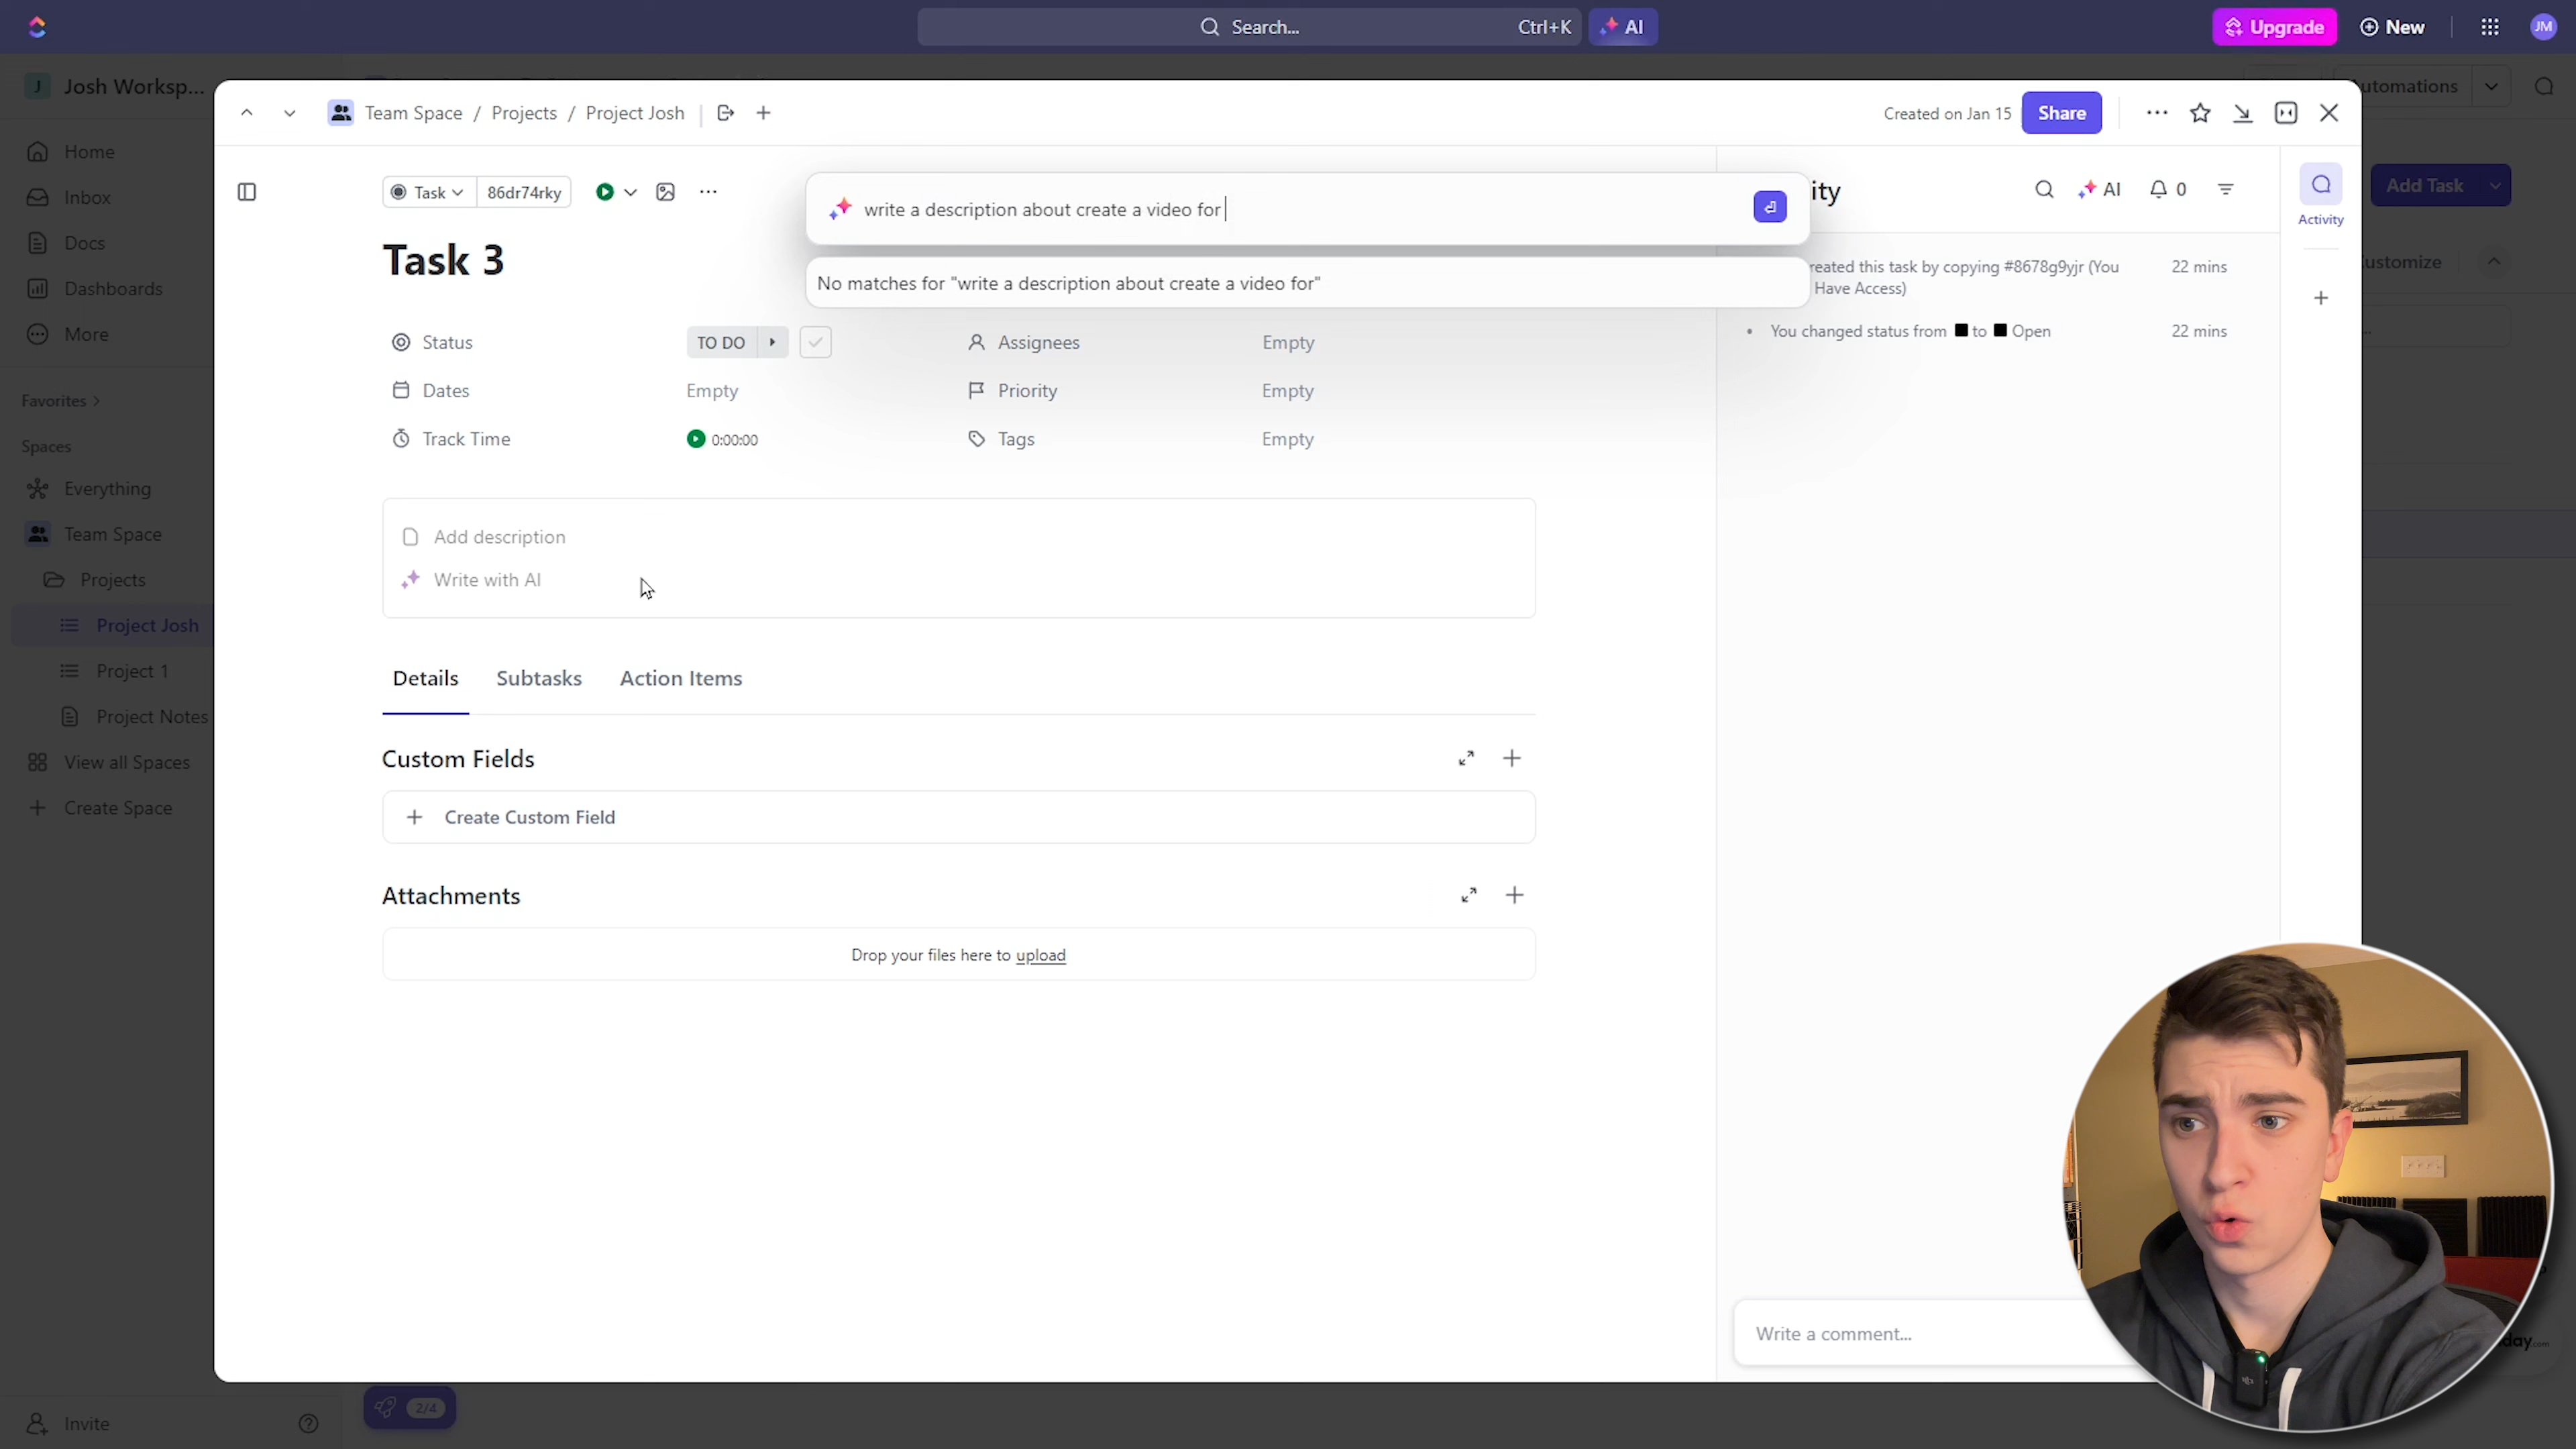 Search... Ctrl+K AI Upgrade New JM
J Josh Worksp...
Home
Inbox
Docs
Dashboards
More
Favorites
Spaces
Everything
Team Space
Projects
Project Josh
Project 1
Project Notes
View all Spaces
Create Space
Invite
2/4
Team Space / Projects / Project Josh
Created on Jan 15 Share
Task 86dr74rky
write a description about create a video for
No matches for "write a description about create a video for"
Task 3
Status TO DO Assignees Empty
Dates Empty Priority Empty
Track Time 0:00:00 Tags Empty
Add description
Write with AI
Details Subtasks Action Items
Custom Fields
Create Custom Field
Attachments
Drop your files here to upload
ity AI 0
Activity
reated this task by copying #8678g9yjr (You 22 mins
Have Access)
• You changed status from to Open 22 mins
Write a comment...
utomations
Add Task
ustomize
day.com